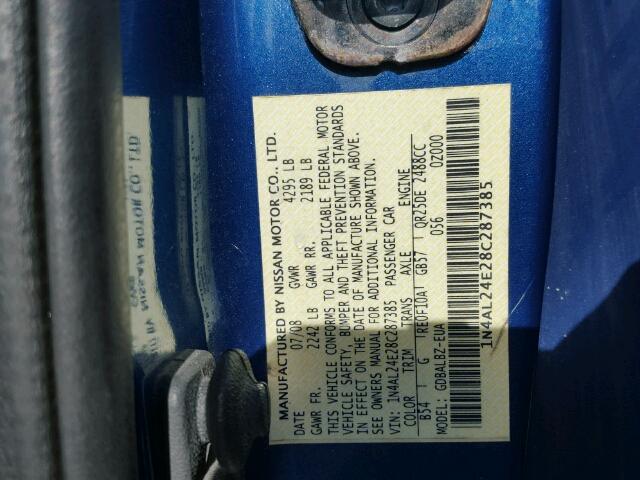 MANUFACTURED BY NISSAN MOTOR CO., LTD.
DATE 07/08 GVWR 4295 LB
GAWR FR. 2242 LB GAWR RR. 2189 LB
THIS VEHICLE CONFORMS TO ALL APPLICABLE FEDERAL MOTOR
VEHICLE SAFETY, BUMPER AND THEFT PREVENTION STANDARDS
IN EFFECT ON THE DATE OF MANUFACTURE SHOWN ABOVE.
SEE OWNERS MANUAL FOR ADDITIONAL INFORMATION.
VIN: 1N4AL24E28C287385 PASSENGER CAR
COLOR TRIM TRANS AXLE ENGINE
B54 G RE0F10A GB57 QR25DE 2488CC
GDBALBZ-EUA 056 0Z000
1N4AL24E28C287385